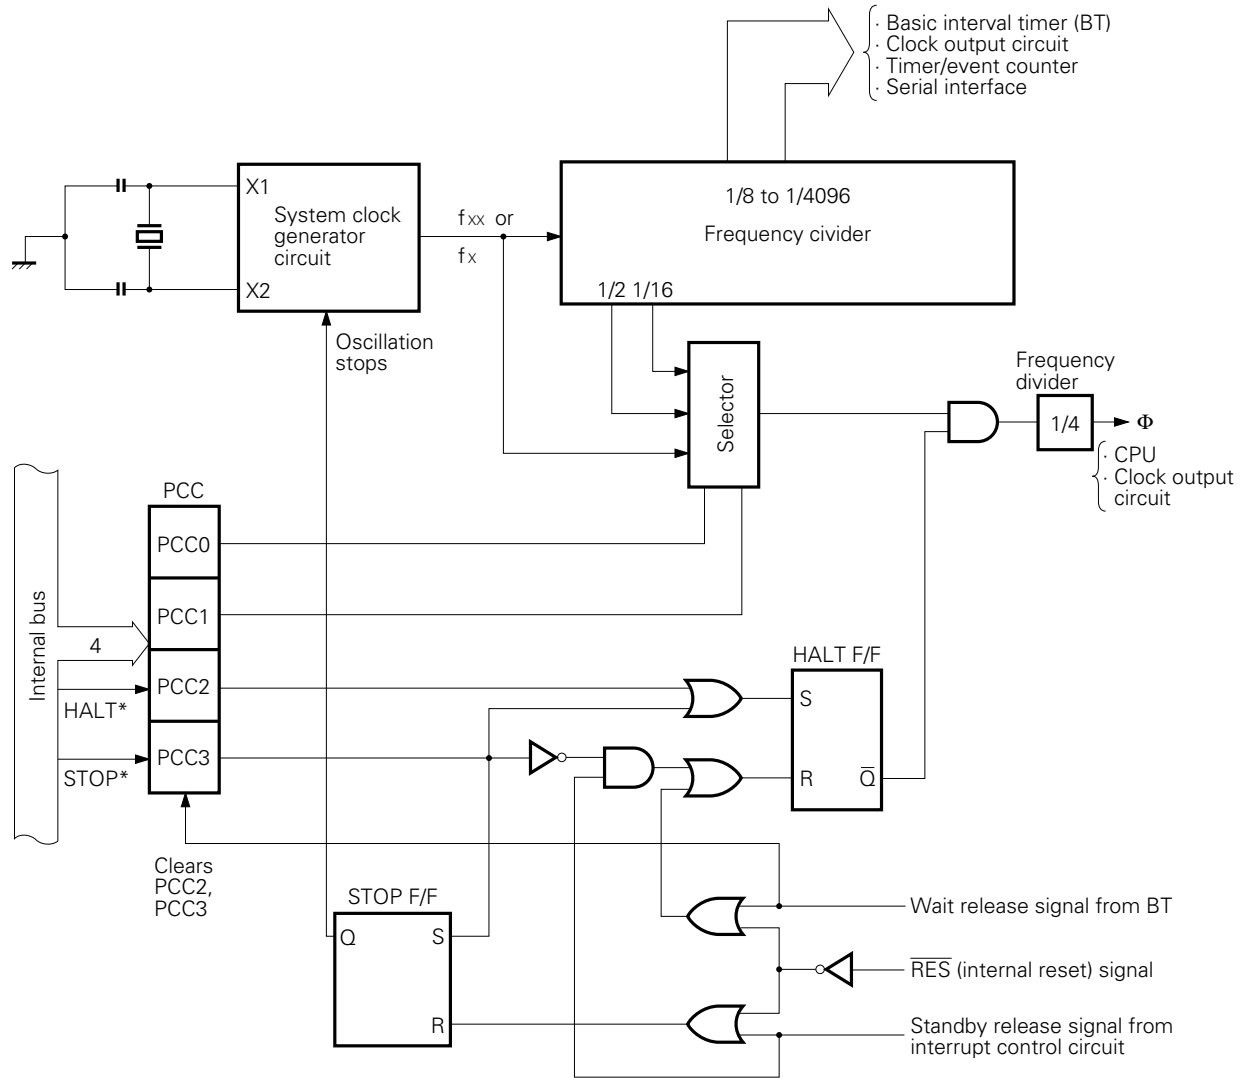 · Basic interval timer (BT)
· Clock output circuit
· Timer/event counter
· Serial interface
X1
System clock
generator
circuit
X2
fXX or
fX
1/8 to 1/4096
Frequency civider
1/2 1/16
Oscillation
stops
Selector
Frequency
divider
1/4
Φ
· CPU
· Clock output
circuit
Internal bus
PCC
PCC0
PCC1
4
PCC2
HALT*
PCC3
STOP*
HALT F/F
S
R
Q̅
Clears
PCC2,
PCC3
STOP F/F
Q
S
R
Wait release signal from BT
R̅E̅S̅ (internal reset) signal
Standby release signal from
interrupt control circuit